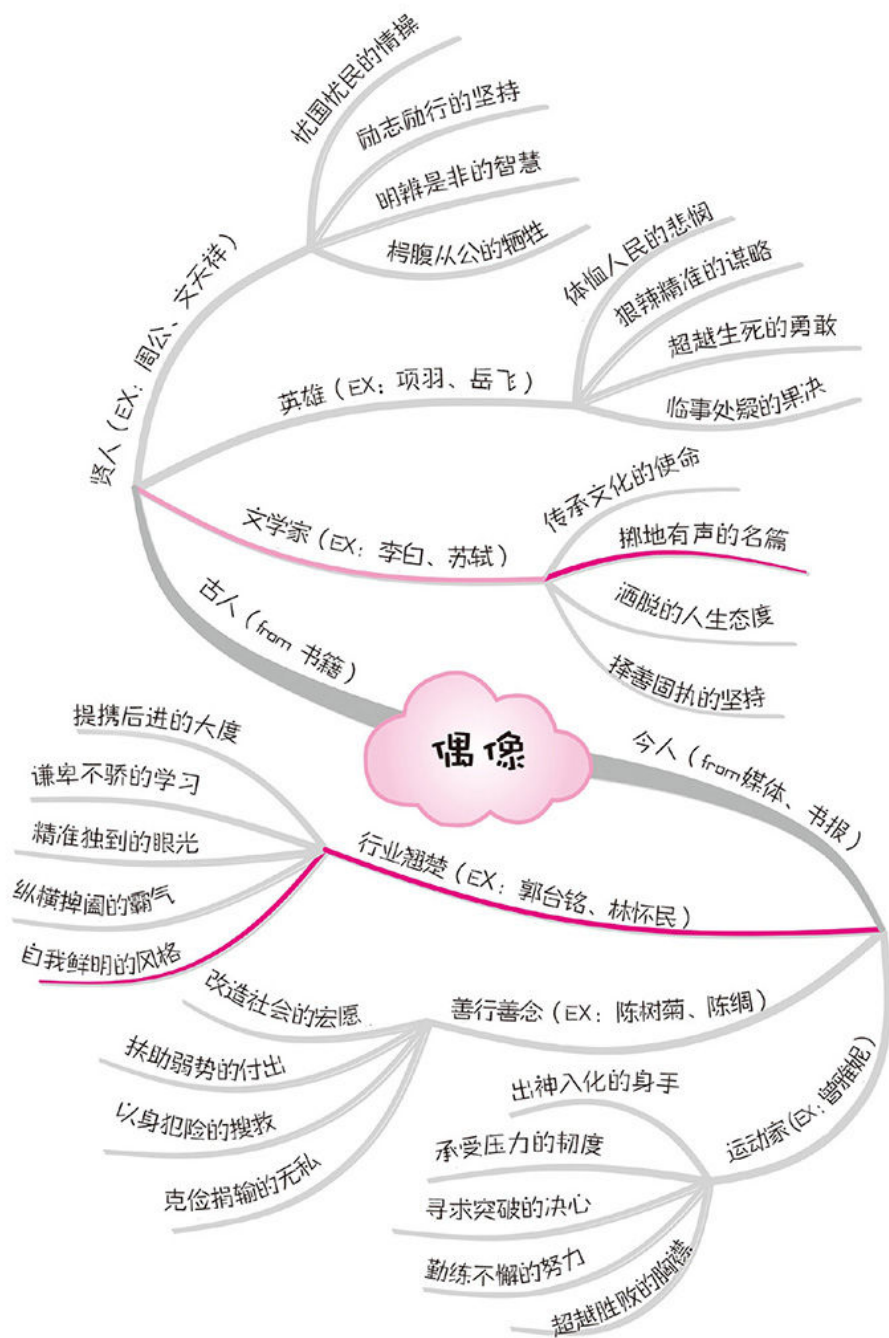 偶像
古人（from 书籍）
贤人（EX：周公、文天祥）
忧国忧民的情操
励志励行的坚持
明辨是非的智慧
枵腹从公的牺牲
英雄（EX：项羽、岳飞）
体恤人民的悲悯
狠辣精准的谋略
超越生死的勇敢
临事处疑的果决
文学家（EX：李白、苏轼）
传承文化的使命
掷地有声的名篇
洒脱的人生态度
择善固执的坚持
今人（from媒体、书报）
行业翘楚（EX：郭台铭、林怀民）
提携后进的大度
谦卑不骄的学习
精准独到的眼光
纵横捭阖的霸气
自我鲜明的风格
善行善念（EX：陈树菊、陈绸）
改造社会的宏愿
扶助弱势的付出
以身犯险的搜救
克俭捐输的无私
运动家（EX：曾雅妮）
出神入化的身手
承受压力的韧度
寻求突破的决心
勤练不懈的努力
超越胜败的胸襟